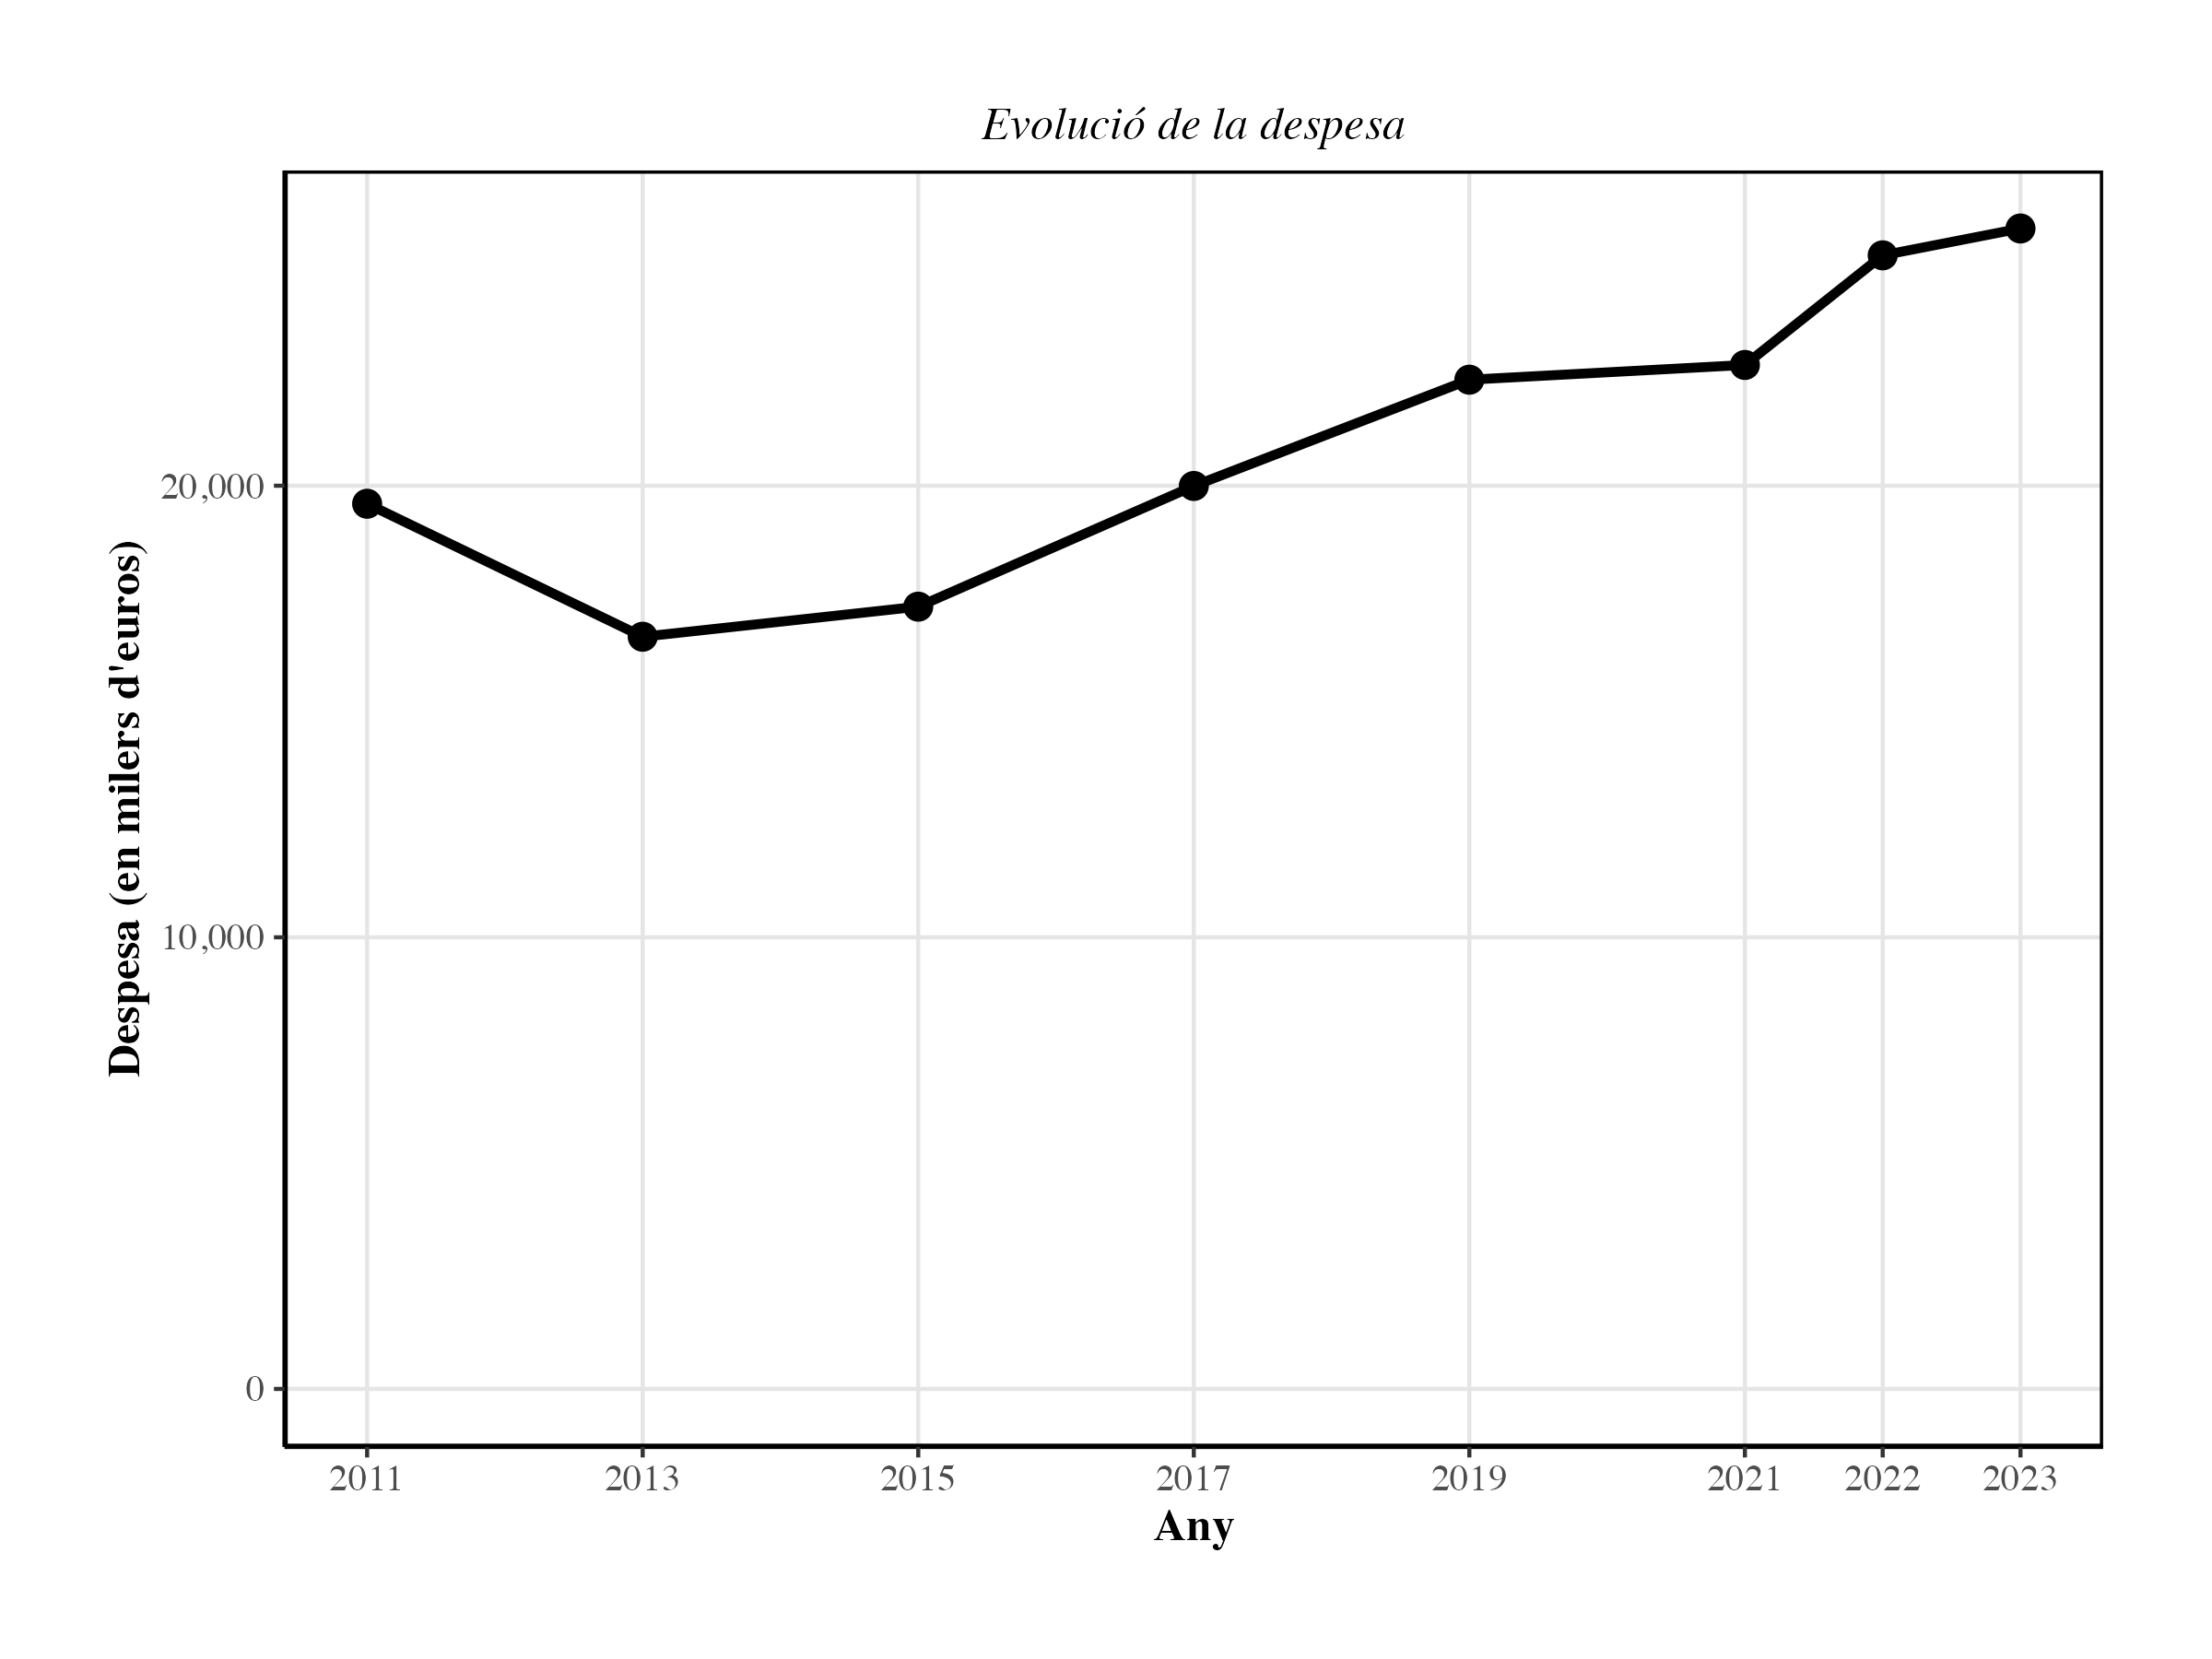 Evolució de la despesa
Despesa (en milers d'euros)
20,000
10,000
0
2011 2013 2015 2017 2019 2021 2022 2023
Any